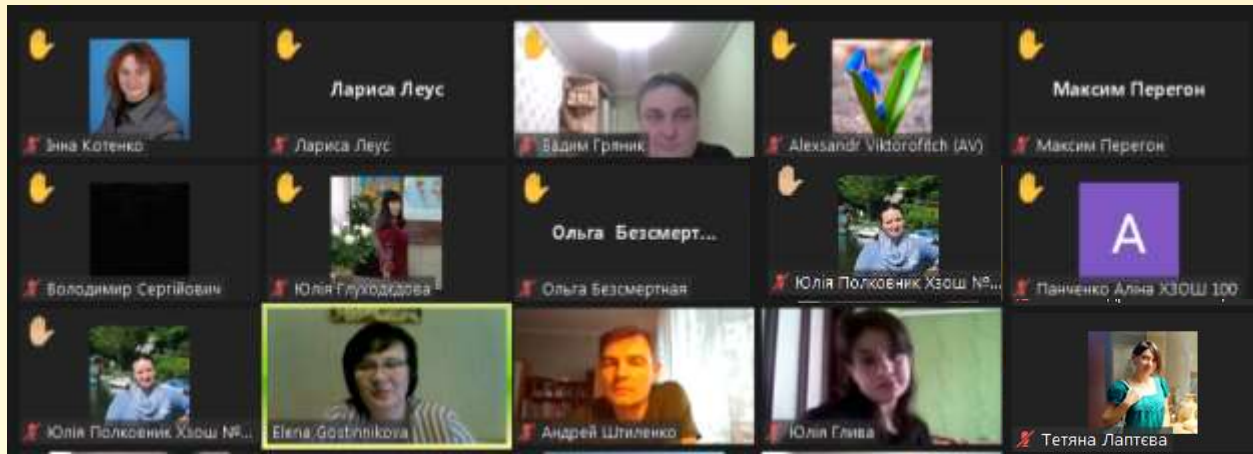 Інна Котенко
Лариса Леус
Лариса Леус
Вадим Гряник
Alexsandr Viktorofitch (AV)
Максим Перегон
Максим Перегон
Володимир Сергійович
Юлія Глуходєдова
Ольга Безсмерт...
Ольга Безсмертная
Юлія Полковник Хзош №...
А
Панченко Аліна ХЗОШ 100
Юлія Полковник Хзош №...
Elena Gostinnikova
Андрей Штиленко
Юлія Глива
Тетяна Лаптєва